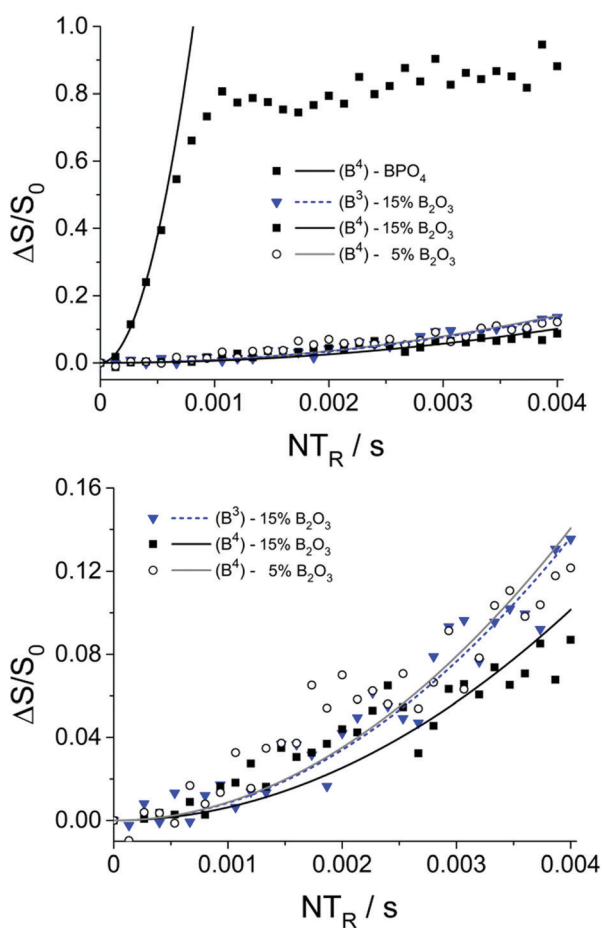 1.0
0.8
0.6
0.4
0.2
0.0
ΔS/S₀
(B⁴) - BPO₄
(B³) - 15% B₂O₃
(B⁴) - 15% B₂O₃
(B⁴) - 5% B₂O₃
0 0.001 0.002 0.003 0.004
NT_R / s
0.16
0.12
0.08
0.04
0.00
ΔS/S₀
(B³) - 15% B₂O₃
(B⁴) - 15% B₂O₃
(B⁴) - 5% B₂O₃
0 0.001 0.002 0.003 0.004
NT_R / s